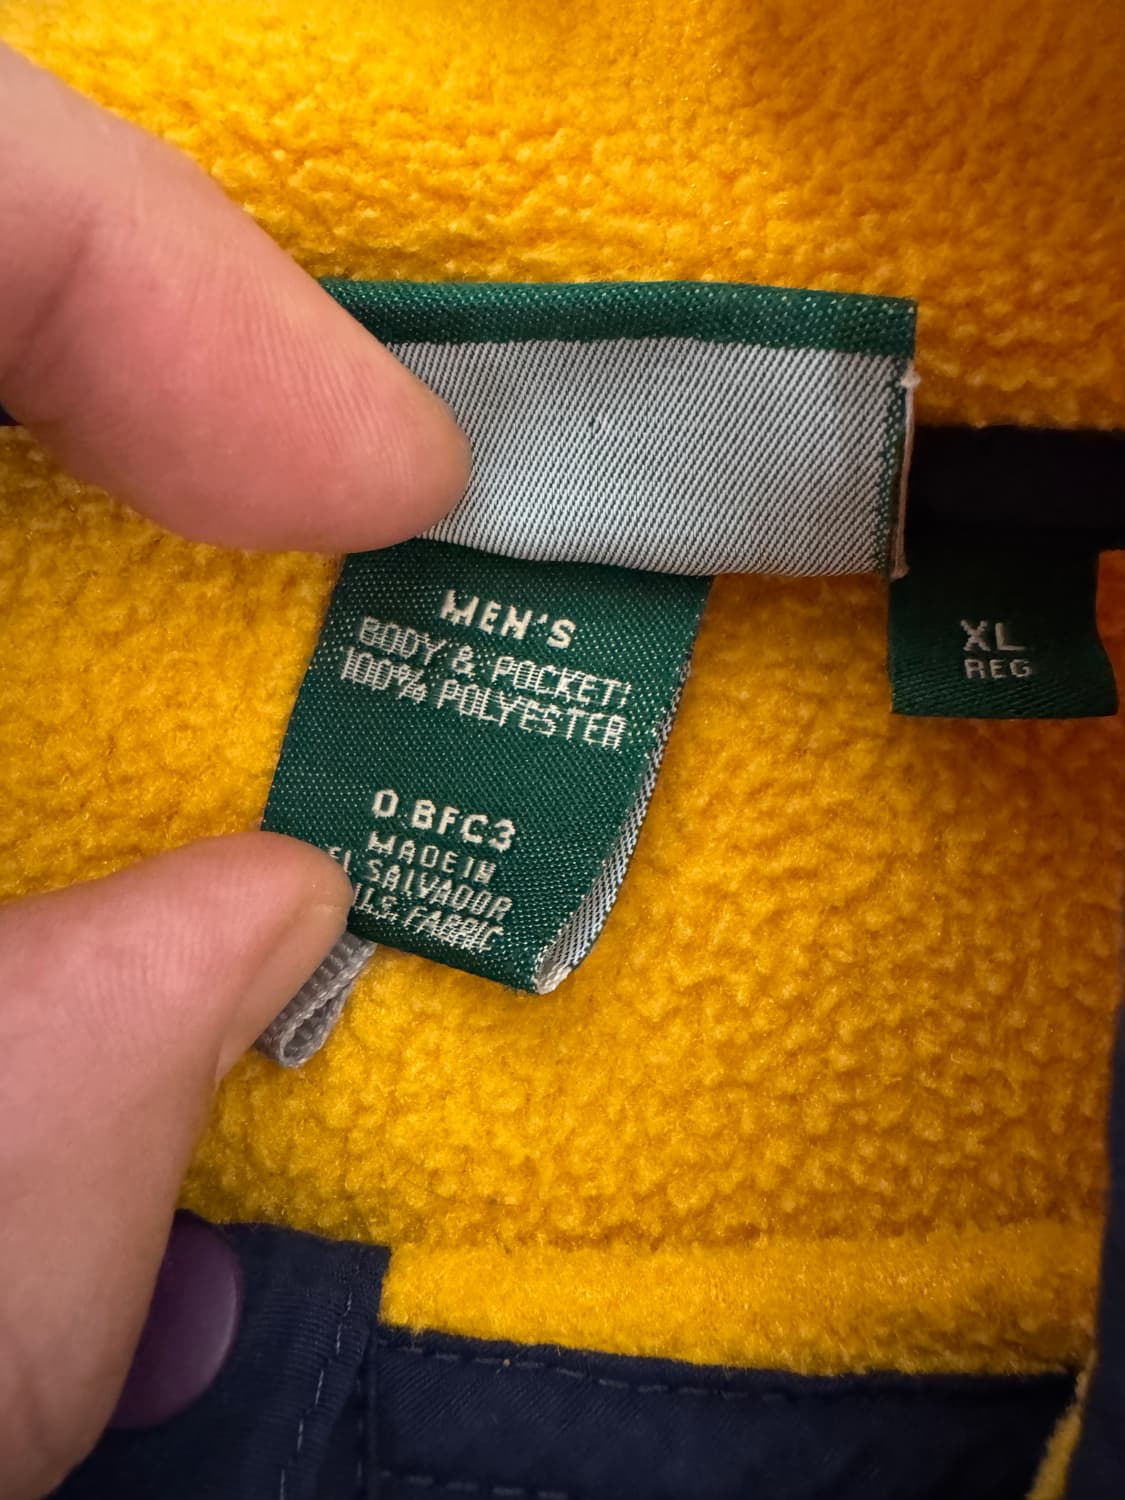 MEN'S
BODY & POCKET:
100% POLYESTER
0 BFC3
MADE IN
EL SALVADOR
U.S. FABRIC
XL
REG